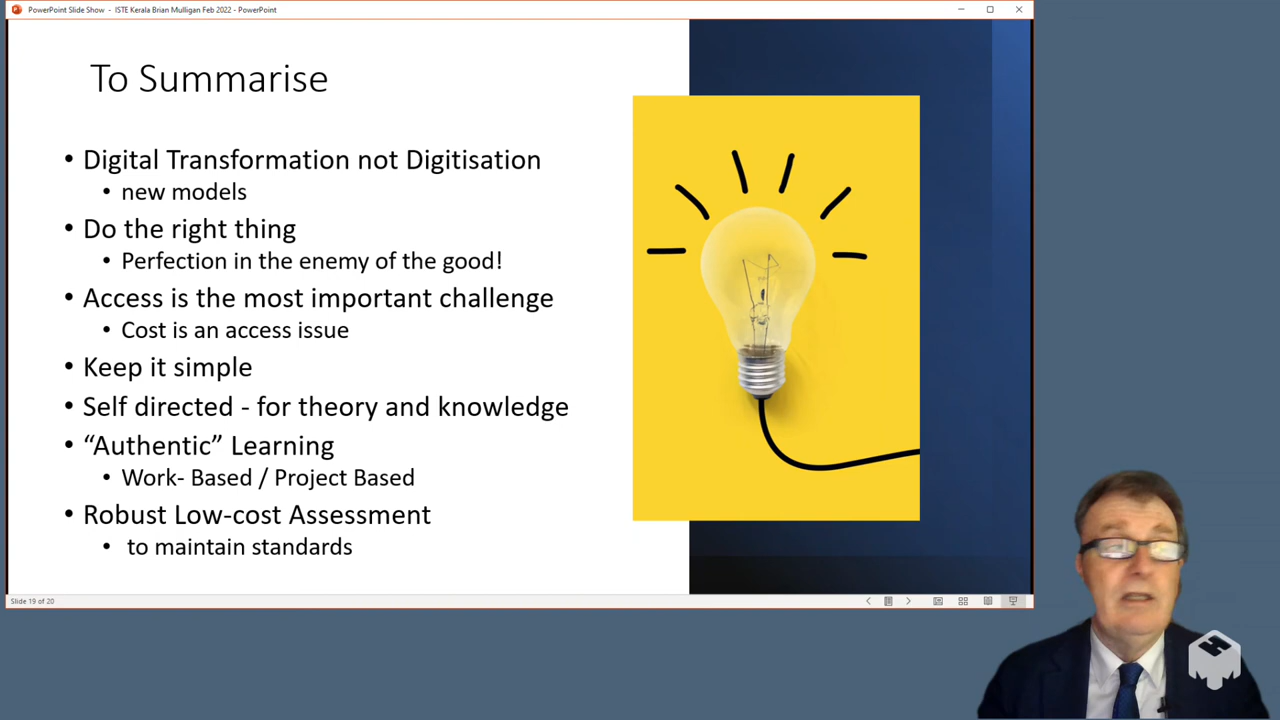 PowerPoint Slide Show - ISTE Kerala Brian Mulligan Feb 2022 - PowerPoint
To Summarise
• Digital Transformation not Digitisation
• new models
• Do the right thing
• Perfection in the enemy of the good!
• Access is the most important challenge
• Cost is an access issue
• Keep it simple
• Self directed - for theory and knowledge
• “Authentic” Learning
• Work- Based / Project Based
• Robust Low-cost Assessment
• to maintain standards
Slide 19 of 20